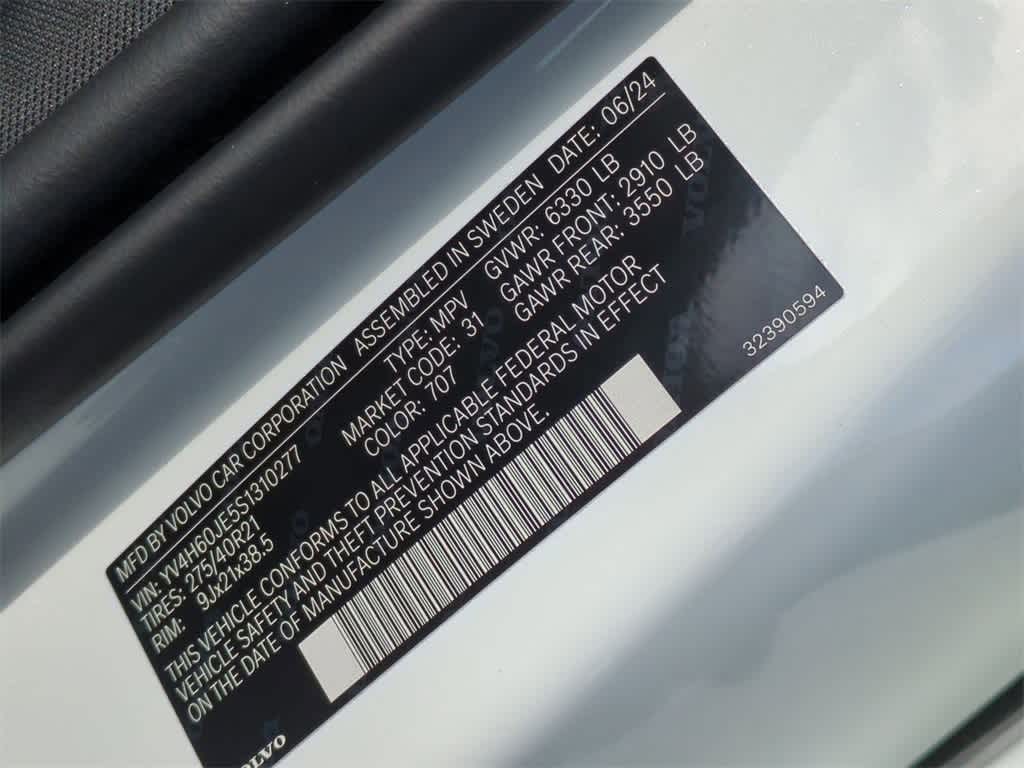 MFD BY VOLVO CAR CORPORATION ASSEMBLED IN SWEDEN DATE: 06/24
VIN: YV4H60JE5S1310277 TYPE: MPV GVWR: 6330 LB
TIRES: 275/40R21 MARKET CODE: 31 GAWR FRONT: 2910 LB
RIM: 9Jx21x38.5 COLOR: 707 GAWR REAR: 3550 LB
THIS VEHICLE CONFORMS TO ALL APPLICABLE FEDERAL MOTOR
VEHICLE SAFETY AND THEFT PREVENTION STANDARDS IN EFFECT
ON THE DATE OF MANUFACTURE SHOWN ABOVE.
VOLVO
32390594